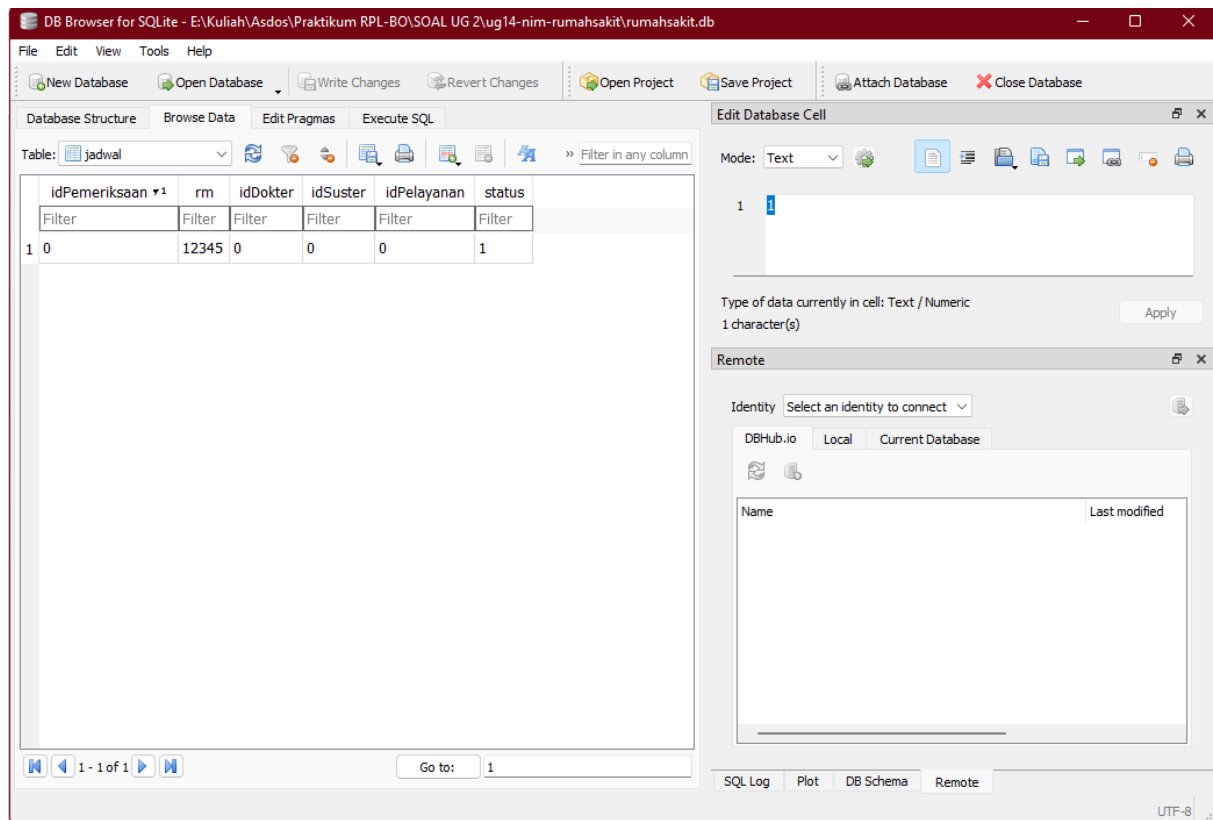 DB Browser for SQLite - E:\Kuliah\Asdos\Praktikum RPL-BO\SOAL UG 2\ug14-nim-rumahsakit\rumahsakit.db
File Edit View Tools Help
New Database Open Database Write Changes Revert Changes Open Project Save Project Attach Database Close Database
Database Structure Browse Data Edit Pragmas Execute SQL
Table: jadwal » Filter in any column
idPemeriksaan 1 rm idDokter idSuster idPelayanan status
Filter Filter Filter Filter Filter Filter
1 0 12345 0 0 0 1
1 - 1 of 1 Go to: 1
Edit Database Cell
Mode: Text
1 1
Type of data currently in cell: Text / Numeric
1 character(s)
Apply
Remote
Identity Select an identity to connect
DBHub.io Local Current Database
Name Last modified
SQL Log Plot DB Schema Remote
UTF-8